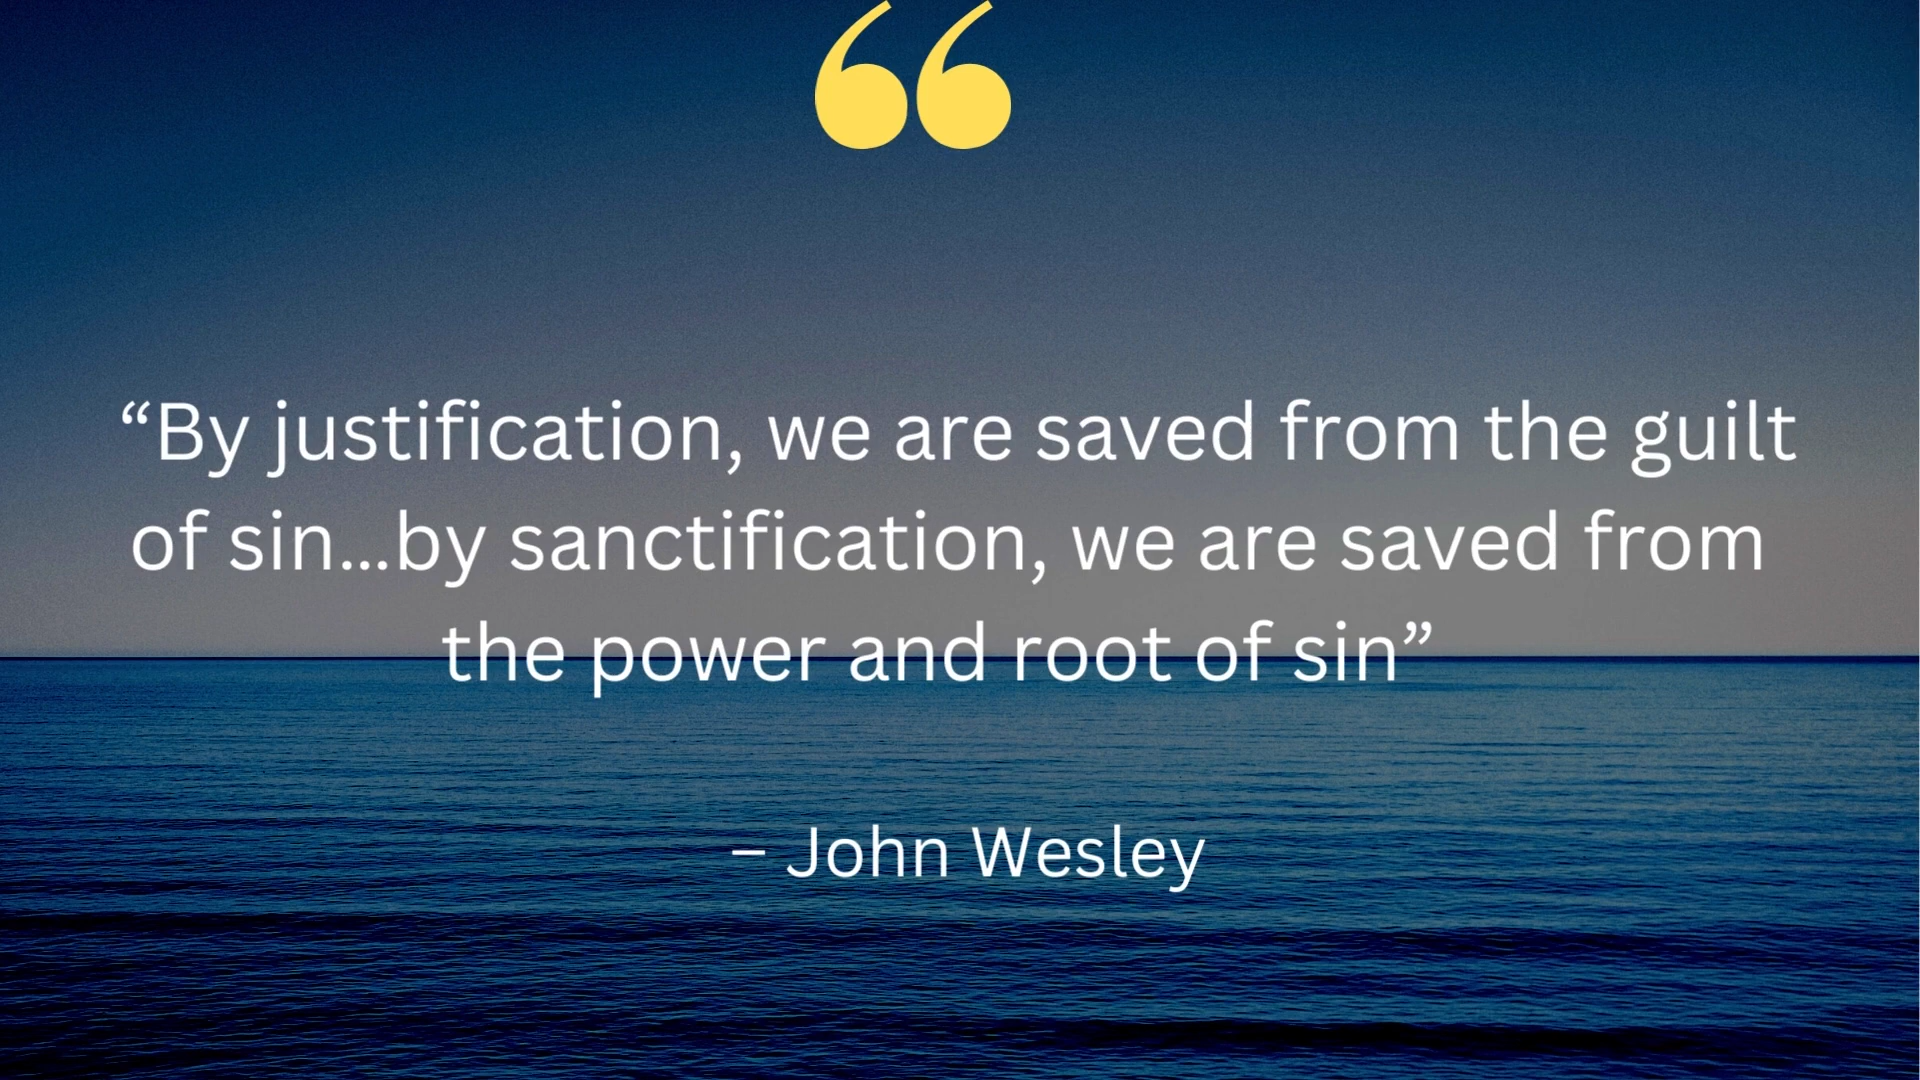 “
“By justification, we are saved from the guilt
of sin...by sanctification, we are saved from
the power and root of sin”
– John Wesley